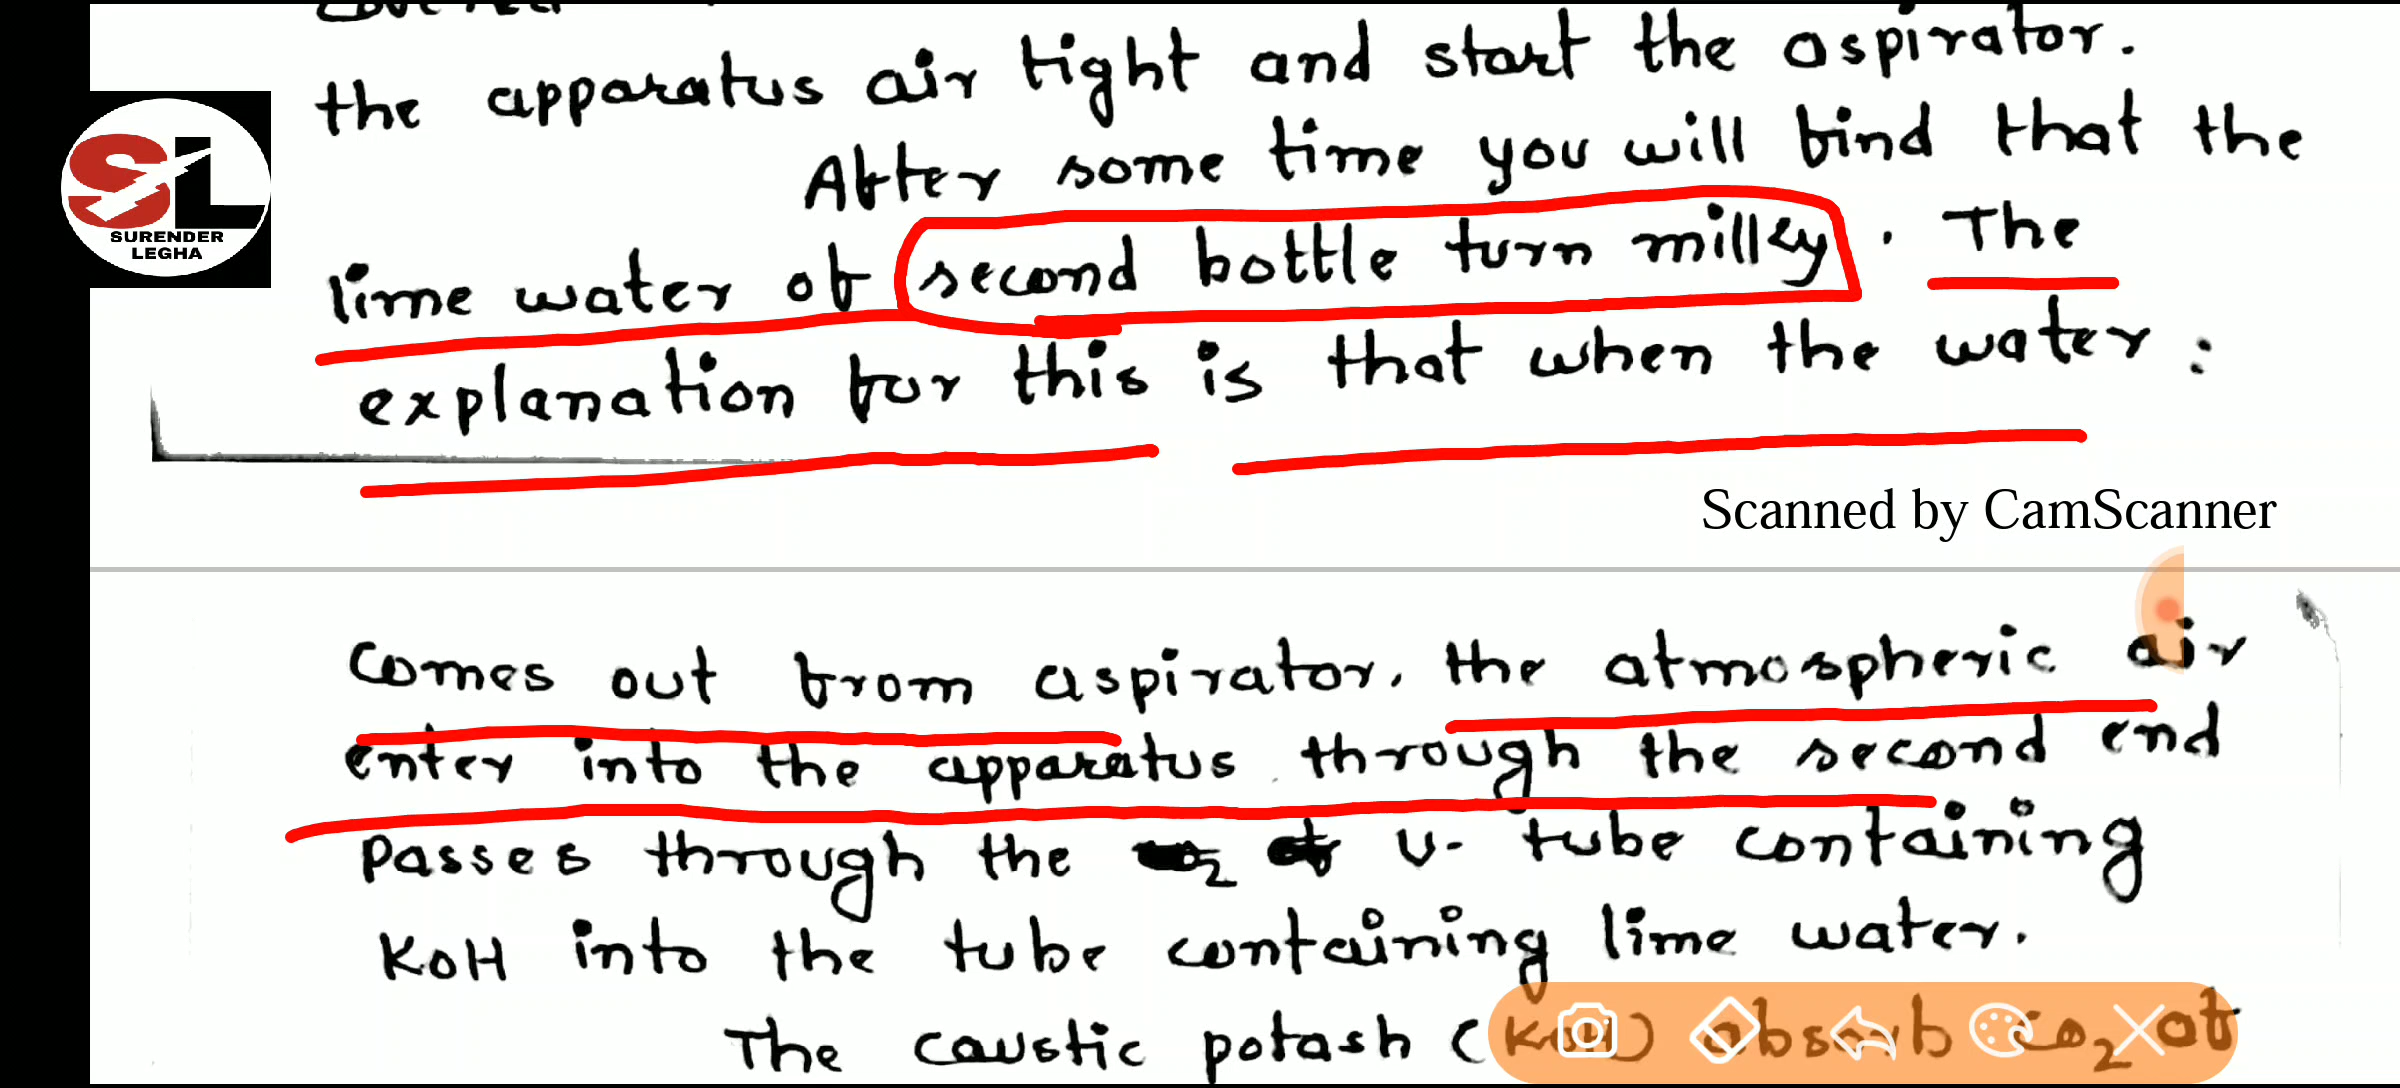 covered
the apparatus air tight and start the aspirator.
After some time you will find that the
lime water of second bottle turn milky. The
explanation for this is that when the water
SL
SURENDER
LEGHA
Scanned by CamScanner
comes out from aspirator, the atmospheric air
enter into the apparatus through the second end
passes through the U-tube containing
KOH into the tube containing lime water.
The caustic potash (KOH) absorb CO2 of